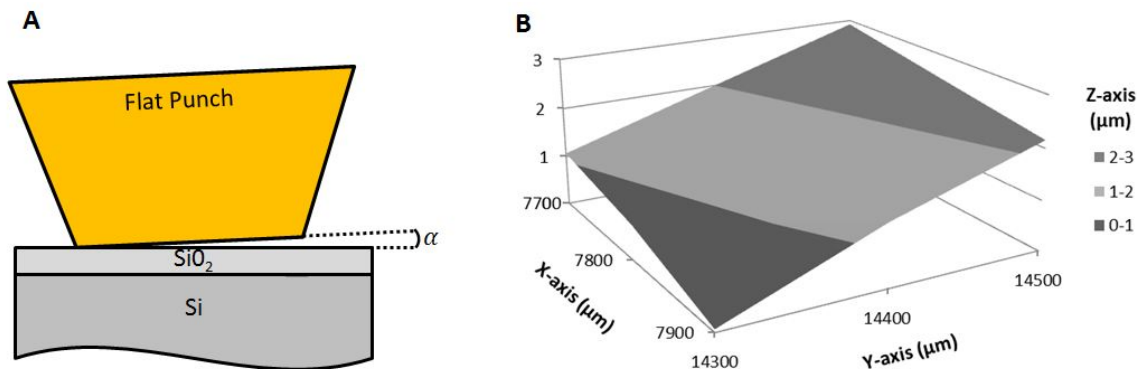 A
Flat Punch
α
SiO₂
Si
B
3
2
1
7700
7800
7900
X-axis (µm)
14300
14400
14500
Y-axis (µm)
Z-axis
(µm)
2-3
1-2
0-1